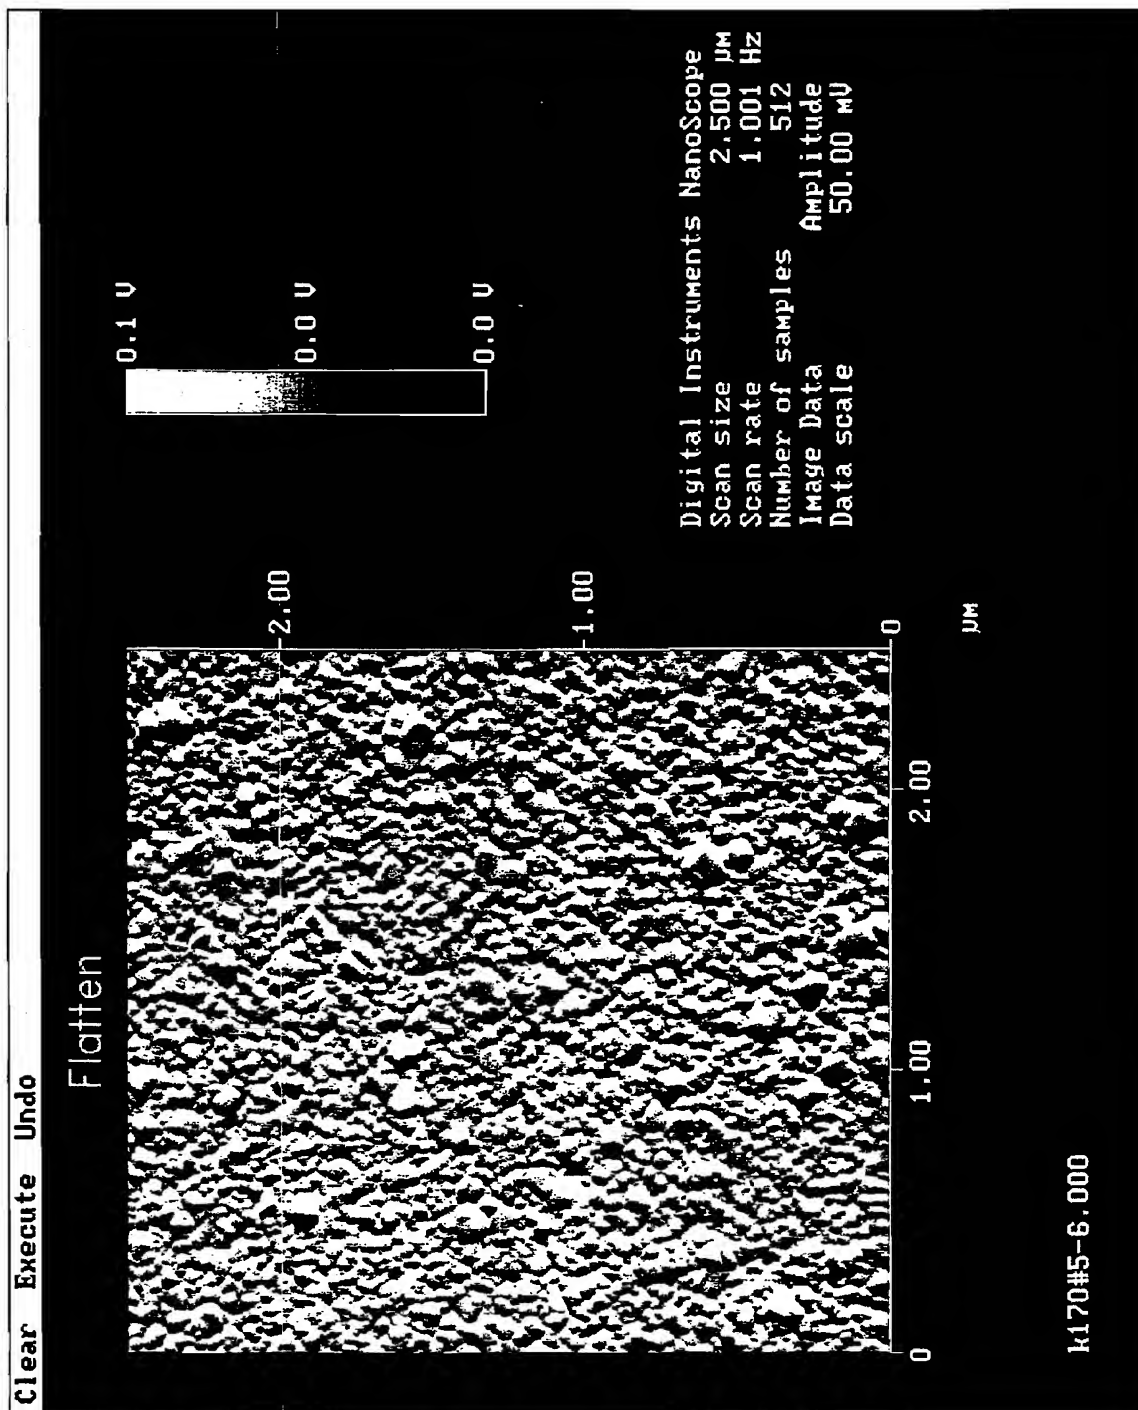 Clear Execute Undo
Flatten
0.1 V
0.0 V
0.0 V
2.00
1.00
0
0
1.00
2.00
µM
Digital Instruments NanoScope
Scan size 2.500 µM
Scan rate 1.001 Hz
Number of samples 512
Image Data Amplitude
Data scale 50.00 mV
k170#5-6.000